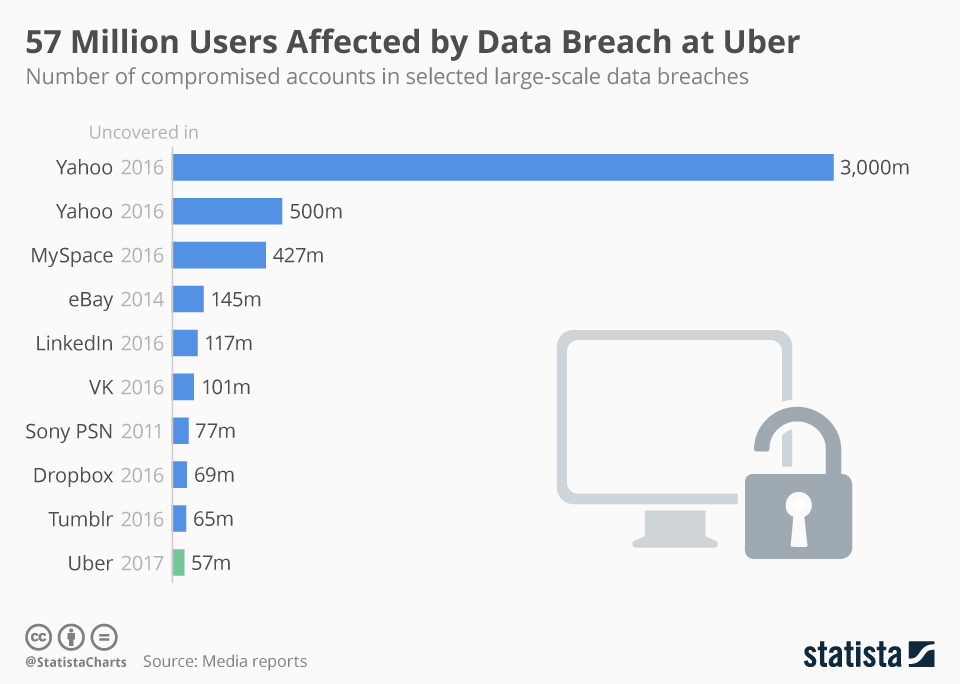 57 Million Users Affected by Data Breach at Uber
Number of compromised accounts in selected large-scale data breaches
Uncovered in
Yahoo 2016 3,000m
Yahoo 2016 500m
MySpace 2016 427m
eBay 2014 145m
LinkedIn 2016 117m
VK 2016 101m
Sony PSN 2011 77m
Dropbox 2016 69m
Tumblr 2016 65m
Uber 2017 57m
cc
@StatistaCharts Source: Media reports
statista